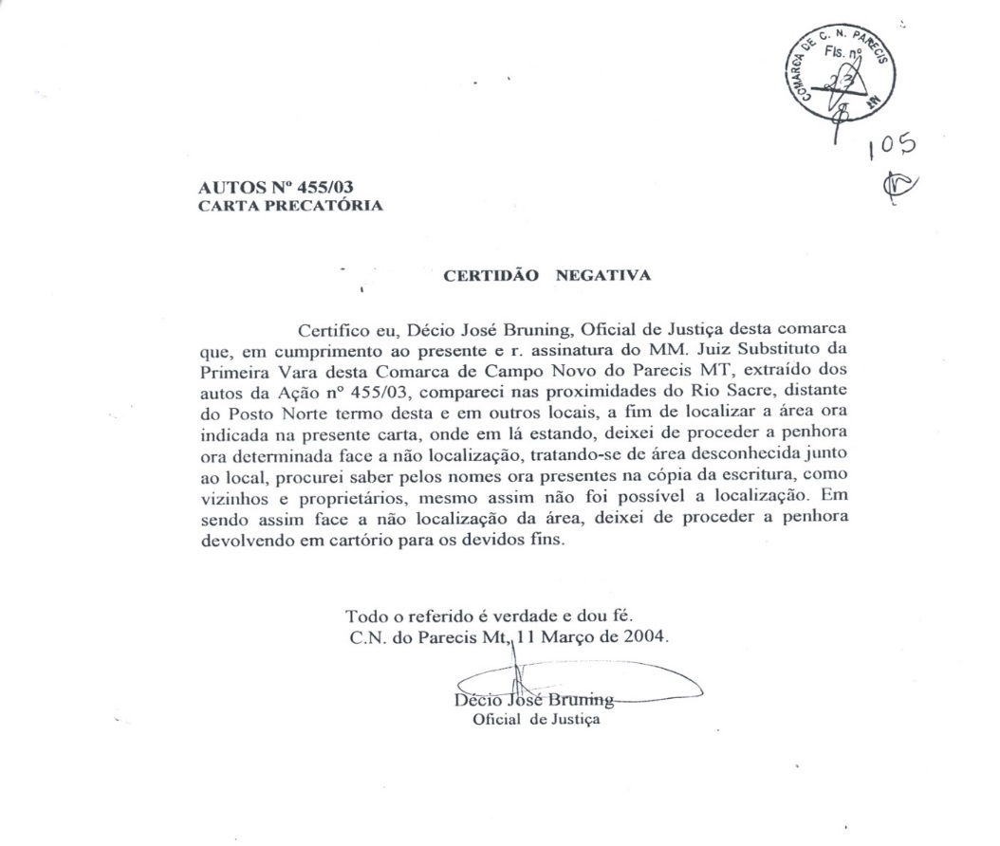 COMARCA DE C. N. PARECIS
Fls. nº
23
MT
105
AUTOS Nº 455/03
CARTA PRECATÓRIA
CERTIDÃO NEGATIVA
Certifico eu, Décio José Bruning, Oficial de Justiça desta comarca
que, em cumprimento ao presente e r. assinatura do MM. Juiz Substituto da
Primeira Vara desta Comarca de Campo Novo do Parecis MT, extraído dos
autos da Ação nº 455/03, compareci nas proximidades do Rio Sacre, distante
do Posto Norte termo desta e em outros locais, a fim de localizar a área ora
indicada na presente carta, onde em lá estando, deixei de proceder a penhora
ora determinada face a não localização, tratando-se de área desconhecida junto
ao local, procurei saber pelos nomes ora presentes na cópia da escritura, como
vizinhos e proprietários, mesmo assim não foi possível a localização. Em
sendo assim face a não localização da área, deixei de proceder a penhora
devolvendo em cartório para os devidos fins.
Todo o referido é verdade e dou fé.
C.N. do Parecis Mt, 11 Março de 2004.
Décio José Bruning
Oficial de Justiça